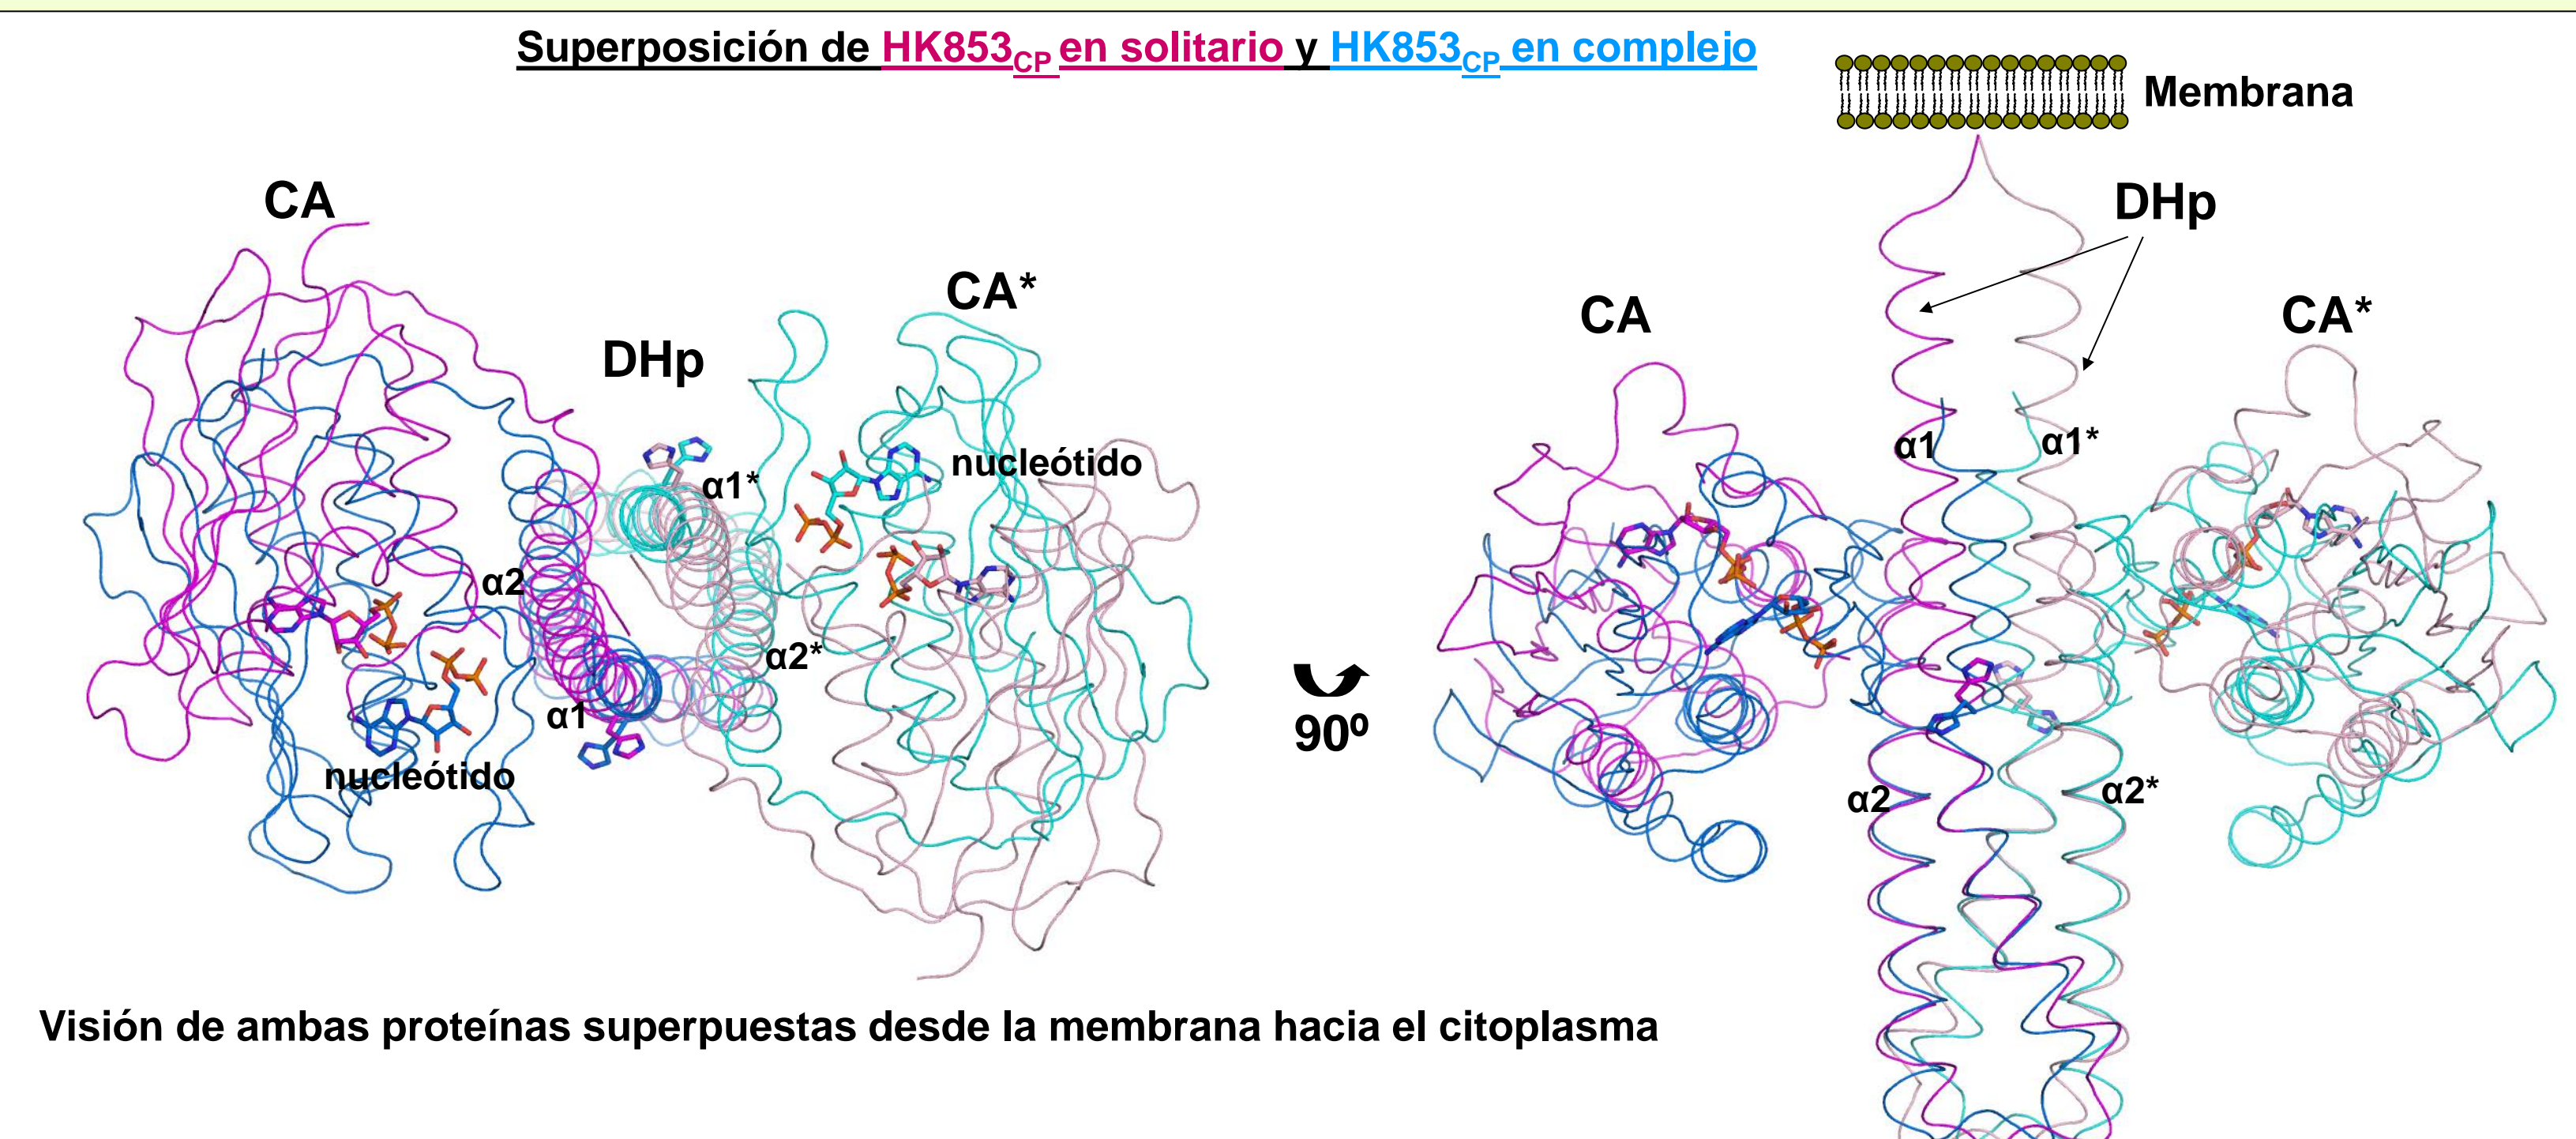 Superposición de HK853CP en solitario y HK853CP en complejo
Membrana
CA
DHp
CA*
DHp
CA
CA*
nucleótido
α1*
α2
α2*
α1
nucleótido
90º
α1
α1*
α2
α2*
Visión de ambas proteínas superpuestas desde la membrana hacia el citoplasma